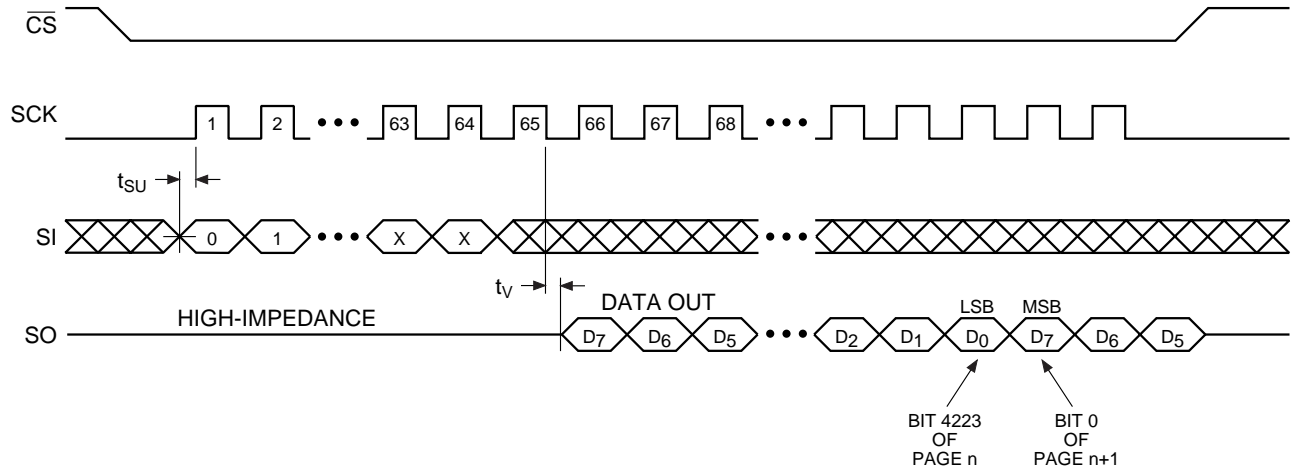 CS
SCK 1 2 ••• 63 64 65 66 67 68 •••
tSU
SI 0 1 ••• X X •••
tV
DATA OUT
HIGH-IMPEDANCE
LSB MSB
SO D7 D6 D5 ••• D2 D1 D0 D7 D6 D5
BIT 4223
OF
PAGE n
BIT 0
OF
PAGE n+1